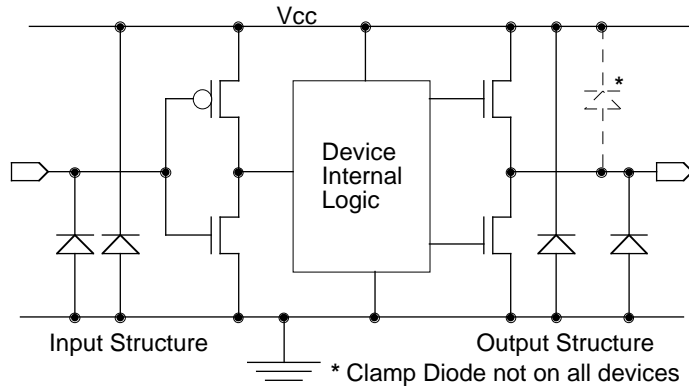 Vcc
*
Device
Internal
Logic
Input Structure
Output Structure
* Clamp Diode not on all devices